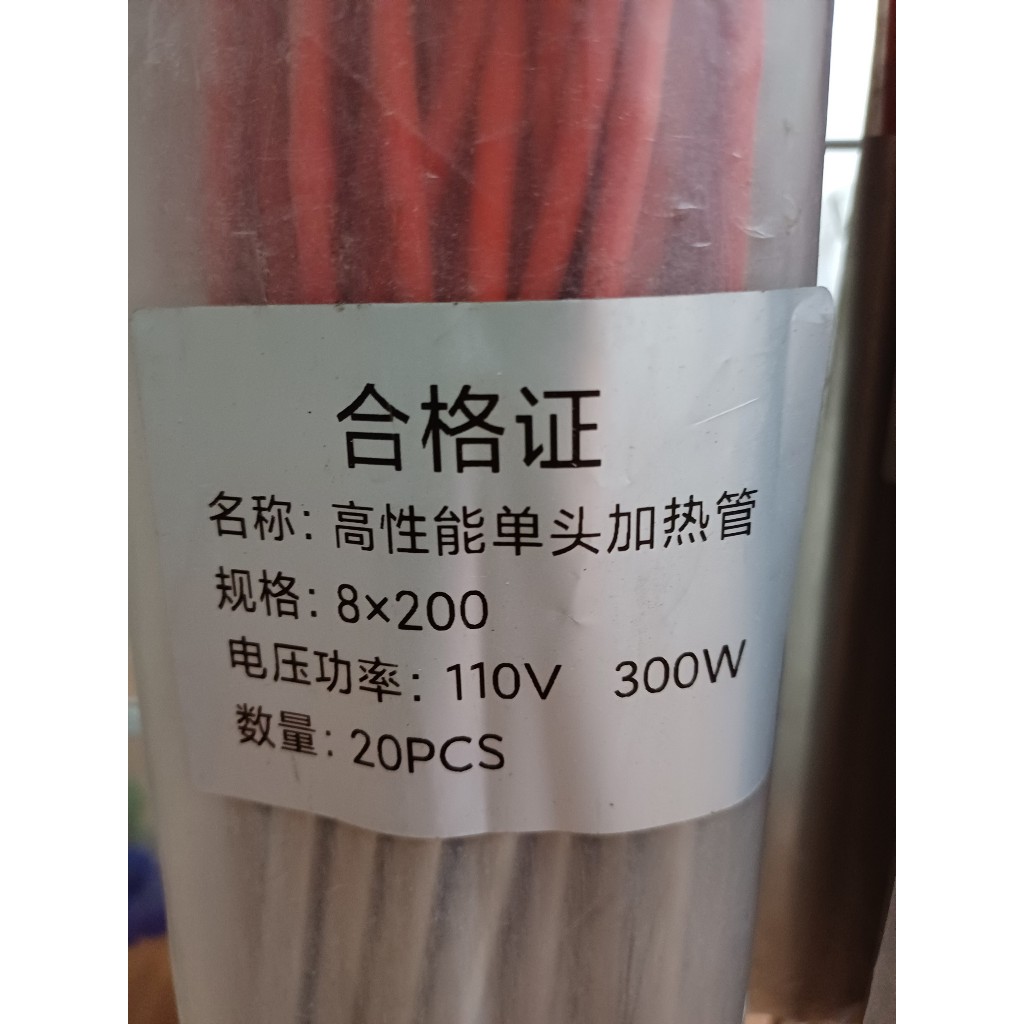 合格证
名称：高性能单头加热管
规格：8×200
电压功率：110V 300W
数量：20PCS